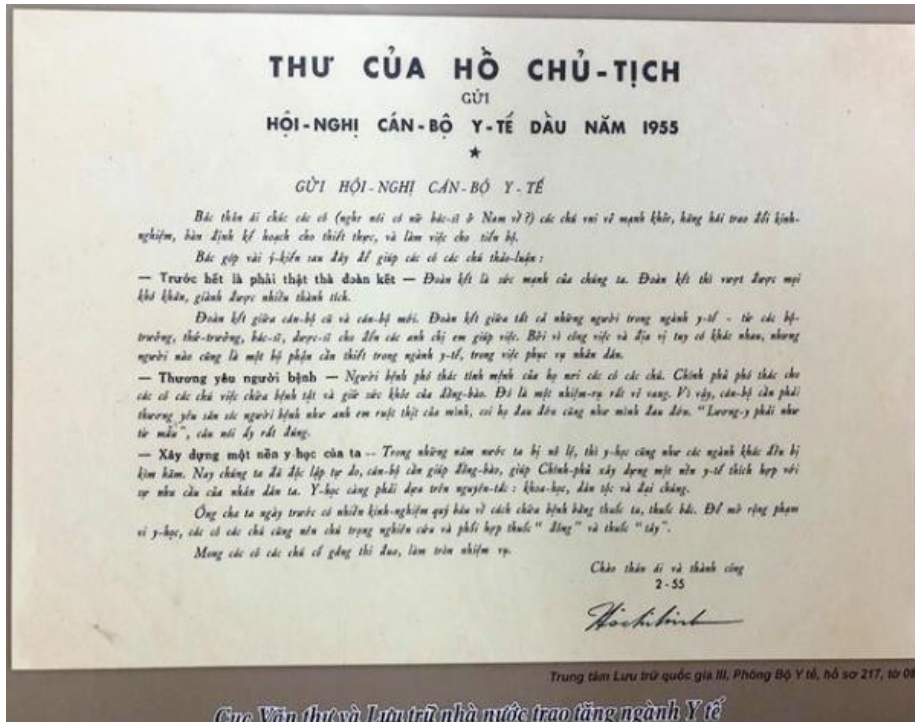 THƯ CỦA HỒ CHỦ-TỊCH
GỬI
HỘI-NGHỊ CÁN-BỘ Y-TẾ DẦU NĂM 1955
★
GỬI HỘI-NGHỊ CÁN-BỘ Y-TẾ
Bác thân ái chúc các cô (nghe nói có nữ bác-sĩ ở Nam về ?) các chú vui vẻ mạnh khỏe, hăng hái trao đổi kinh-
nghiệm, bàn định kế hoạch cho thiết thực, và làm việc cho tiến bộ.
Bác góp vài ý-kiến sau đây để giúp các cô các chú thảo-luận :
— Trước hết là phải thật thà đoàn kết — Đoàn kết là sức mạnh của chúng ta. Đoàn kết thì vượt được mọi
khó khăn, giành được nhiều thành tích.
Đoàn kết giữa cán-bộ cũ và cán-bộ mới. Đoàn kết giữa tất cả những người trong ngành y-tế - từ các bộ-
trưởng, thứ-trưởng, bác-sĩ, dược-sĩ cho đến các anh chị em giúp việc. Bởi vì công việc và địa vị tuy có khác nhau, nhưng
người nào cũng là một bộ phận cần thiết trong ngành y-tế, trong việc phục vụ nhân dân.
— Thương yêu người bệnh — Người bệnh phó thác tính mệnh của họ nơi các cô các chú. Chính phủ phó thác cho
các cô các chú việc chữa bệnh tật và giữ sức khỏe của đồng-bào. Đó là một nhiệm-vụ rất vẻ vang. Vì vậy, cán-bộ cần phải
thương yêu săn sóc người bệnh như anh em ruột thịt của mình, coi họ đau đớn cũng như mình đau đớn. “Lương-y phải như
từ mẫu”, câu nói ấy rất đúng.
— Xây dựng một nền y-học của ta — Trong những năm nước ta bị nô lệ, thì y-học cũng như các ngành khác đều bị
kìm hãm. Nay chúng ta đã độc lập tự do, cán-bộ cần giúp đồng-bào, giúp Chính-phủ xây dựng một nền y-tế thích hợp với
sự nhu cầu của nhân dân ta. Y-học càng phải dựa trên nguyên-tắc : khoa-học, dân tộc và đại chúng.
Ông cha ta ngày trước có nhiều kinh-nghiệm quý báu về cách chữa bệnh bằng thuốc ta, thuốc bắc. Để mở rộng phạm
vi y-học, các cô các chú cũng nên chú trọng nghiên cứu và phối hợp thuốc “ đông” và thuốc “tây”.
Mong các cô các chú cố gắng thi đua, làm tròn nhiệm vụ.
Chào thân ái và thành công
2 - 55
Hochiminh
Trung tâm Lưu trữ quốc gia III, Phông Bộ Y tế, hồ sơ 217, tờ 08
Cục Văn thư và Lưu trữ nhà nước trao tặng ngành Y tế